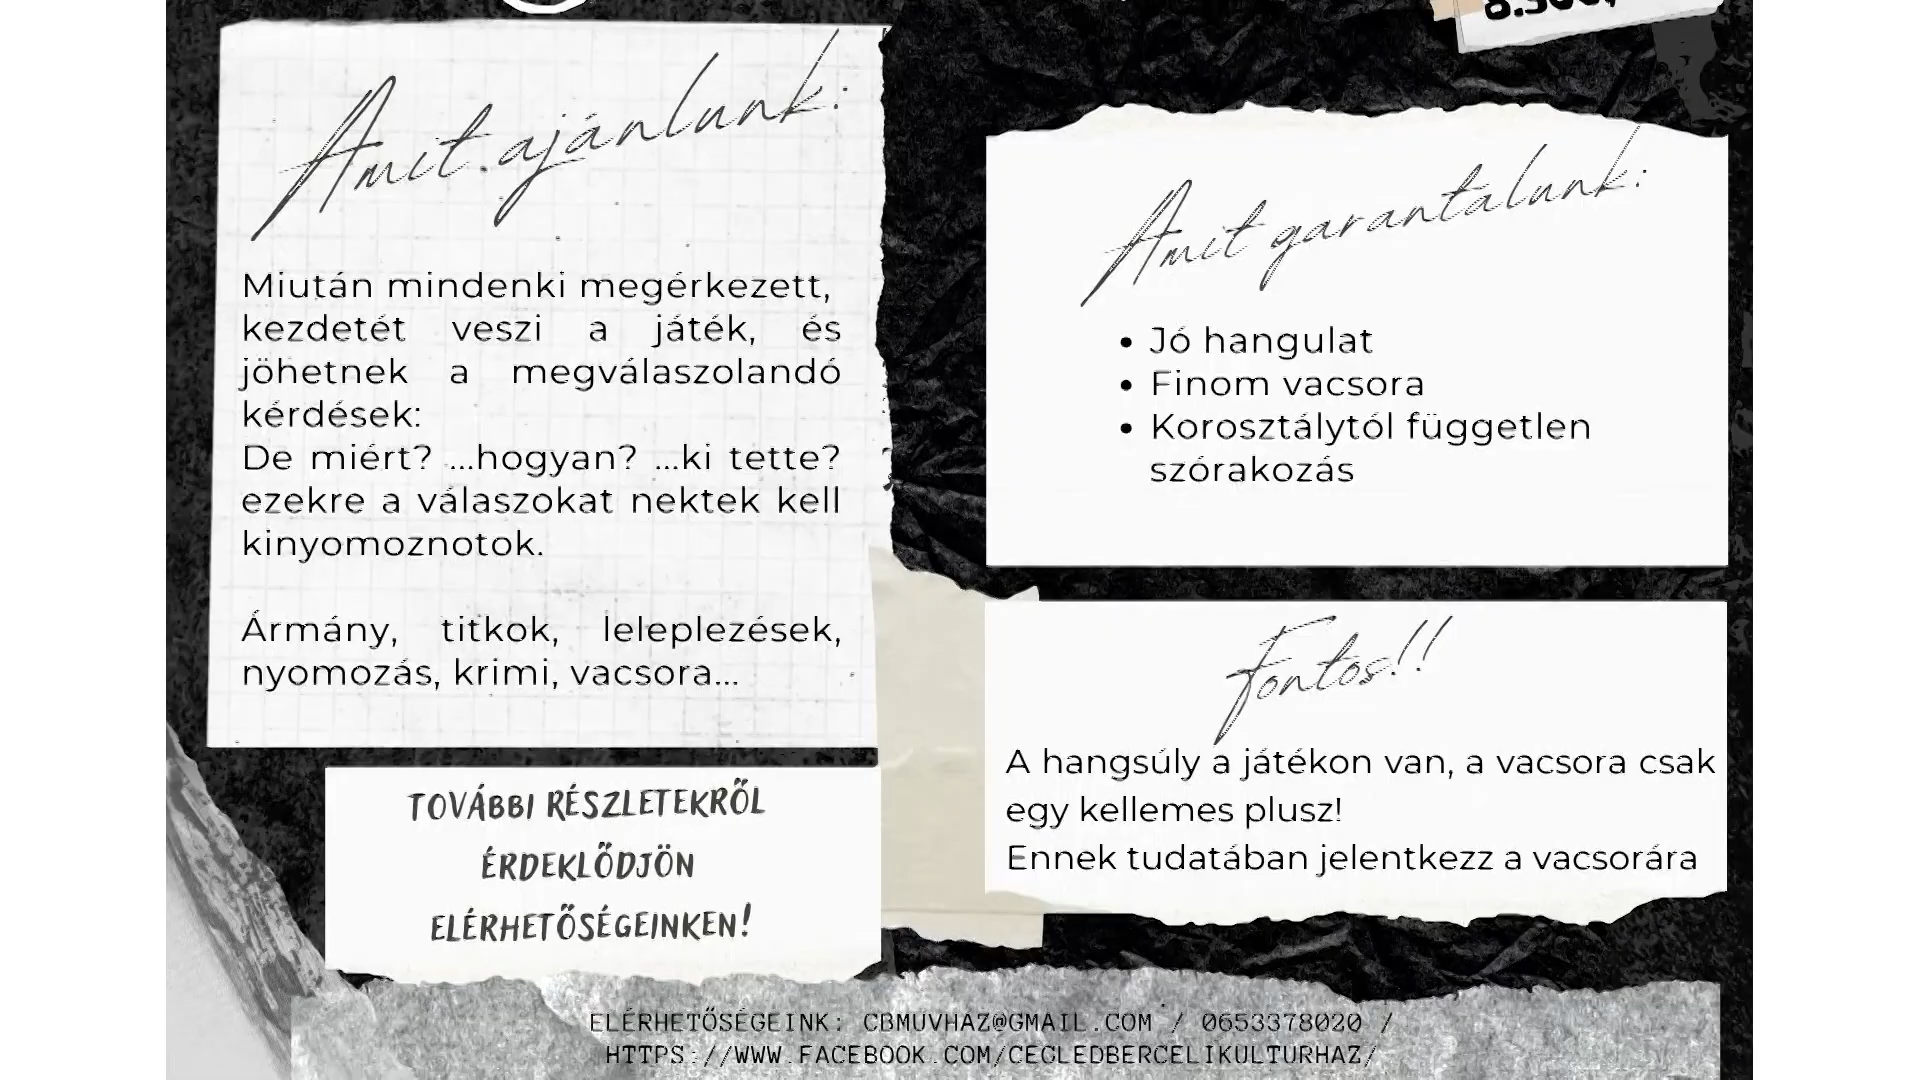 Amit ajánlunk:
Miután mindenki megérkezett,
kezdetét veszi a játék, és
jöhetnek a megválaszolandó
kérdések:
De miért? ...hogyan? ...ki tette?
ezekre a válaszokat nektek kell
kinyomoznotok.
Ármány, titkok, leleplezések,
nyomozás, krimi, vacsora...
TOVÁBBI RÉSZLETEKRŐL
ÉRDEKLŐDJÖN
ELÉRHETŐSÉGEINKEN!
Amit garantálunk:
• Jó hangulat
• Finom vacsora
• Korosztálytól független
szórakozás
Fontos!!
A hangsúly a játékon van, a vacsora csak
egy kellemes plusz!
Ennek tudatában jelentkezz a vacsorára
ELÉRHETŐSÉGEINK: CBMUVHAZ@GMAIL.COM / 0653378020 /
HTTPS://WWW.FACEBOOK.COM/CEGLEDBERCELIKULTURHAZ/